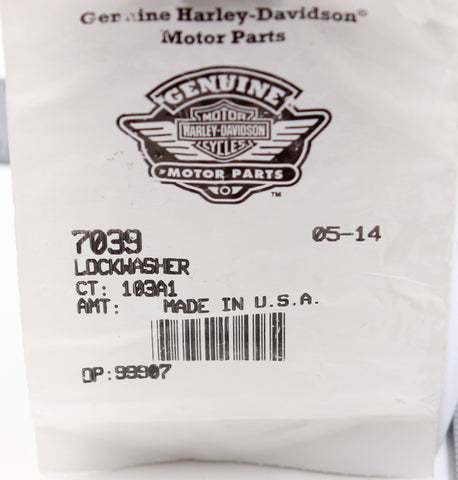 Genuine Harley-Davidson®
Motor Parts
GENUINE
MOTOR
HARLEY-DAVIDSON
CYCLES
MOTOR PARTS
TM
7039 05-14
LOCKWASHER
CT: 103A1
AMT: MADE IN U.S.A.
OP:99907